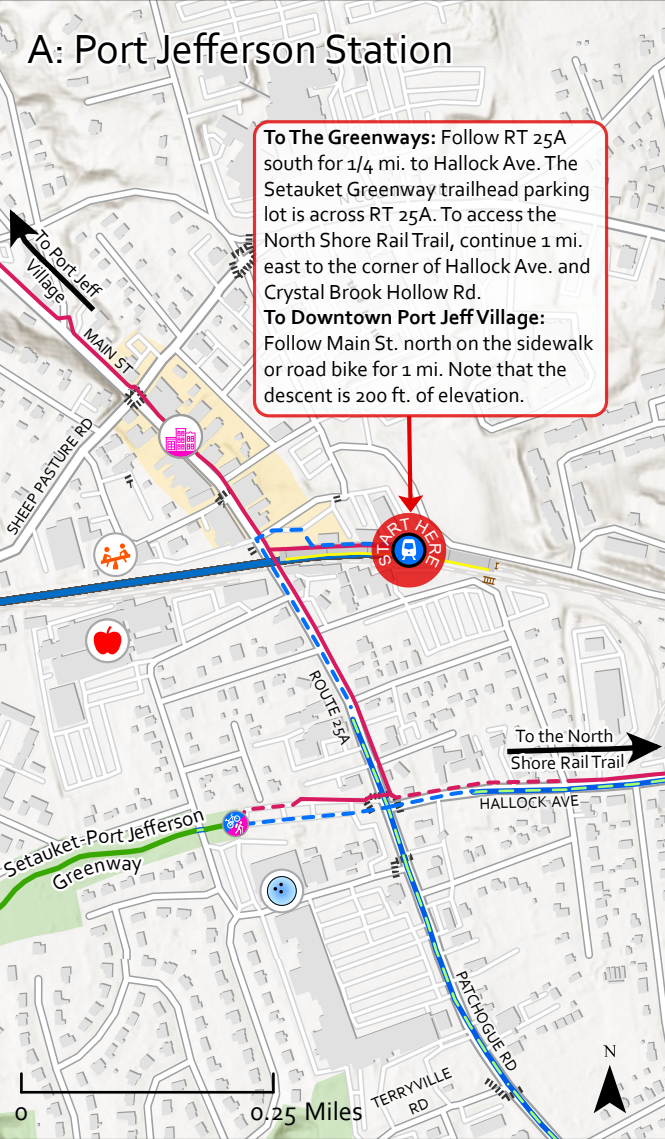 A: Port Jefferson Station
To The Greenways: Follow RT 25A
south for 1/4 mi. to Hallock Ave. The
Setauket Greenway trailhead parking
lot is across RT 25A. To access the
North Shore Rail Trail, continue 1 mi.
east to the corner of Hallock Ave. and
Crystal Brook Hollow Rd.
To Downtown Port Jeff Village:
Follow Main St. north on the sidewalk
or road bike for 1 mi. Note that the
descent is 200 ft. of elevation.
To Port Jeff
Village
MAIN ST
SHEEP PASTURE RD
START HERE
ROUTE 25A
To the North
Shore Rail Trail
HALLOCK AVE
Setauket-Port Jefferson
Greenway
PATCHOGUE RD
TERRYVILLE
RD
N
0
0.25 Miles